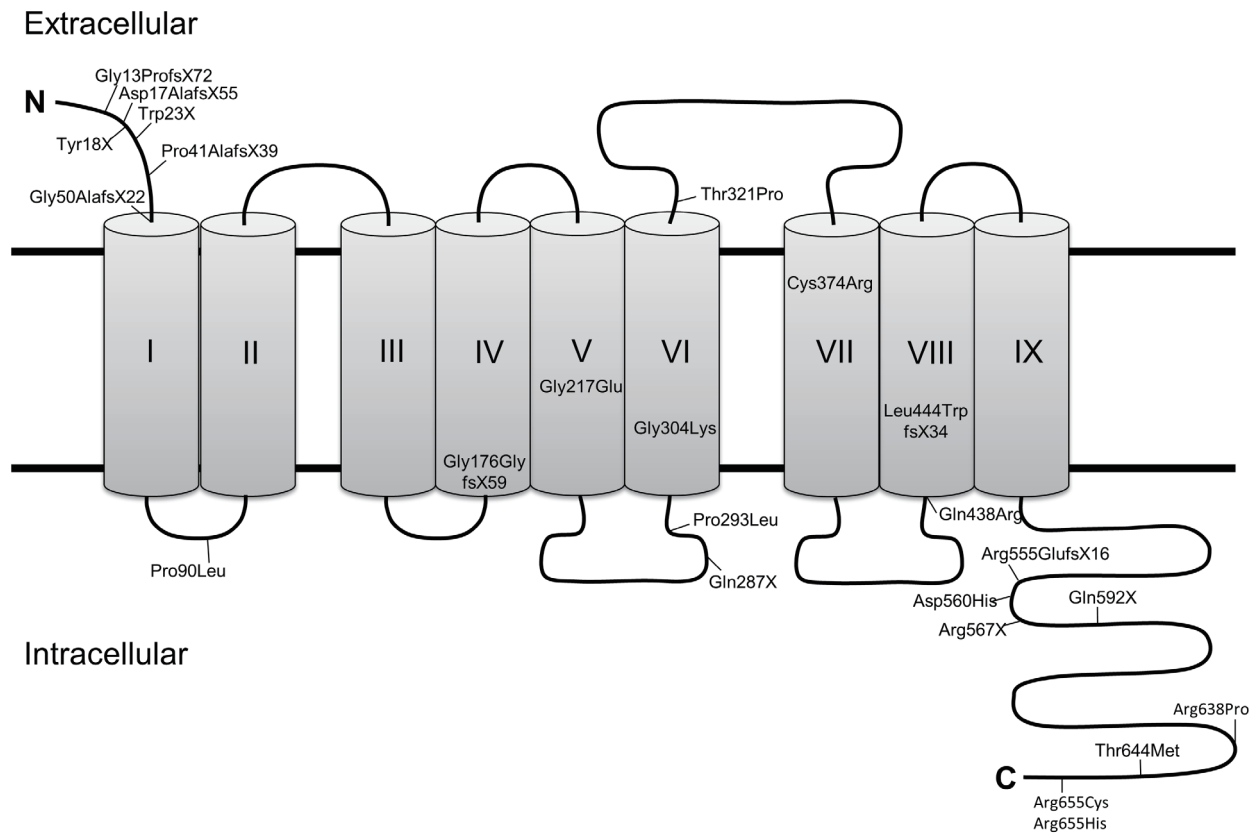 Extracellular
Gly13ProfsX72
N
Asp17AlafsX55
Trp23X
Tyr18X
Pro41AlafsX39
Gly50AlafsX22
Thr321Pro
Cys374Arg
I
II
III
IV
V
VI
VII
VIII
IX
Gly217Glu
Leu444Trp
fsX34
Gly304Lys
Gly176Gly
fsX59
Gln438Arg
Pro293Leu
Arg555GlufsX16
Pro90Leu
Gln287X
Asp560His
Gln592X
Arg567X
Intracellular
Arg638Pro
Thr644Met
C
Arg655Cys
Arg655His